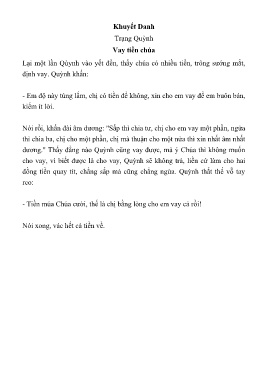 Khuyết Danh
Trạng Quỳnh
Vay tiền chúa
Lại một lần Qùynh vào yết đền, thấy chúa có nhiều tiền, trông sướng mắt,
định vay. Quỳnh khấn:
- Em độ này túng lắm, chị có tiền để không, xin cho em vay để em buôn bán,
kiếm ít lời.
Nói rồi, khấn đài âm dương: "Sấp thì chia tư, chị cho em vay một phần, ngửa
thì chia ba, chị cho một phần, chị mà thuận cho một nửa thì xin nhất âm nhất
dương." Thấy đằng nào Quỳnh cũng vay được, mà ý Chúa thì không muốn
cho vay, vì biết được là cho vay, Quỳnh sẽ không trả, liền cứ làm cho hai
đồng tiền quay tít, chẳng sấp mà cũng chẳng ngửa. Quỳnh thất thế vỗ tay
reo:
- Tiền múa Chúa cười, thế là chị bằng lòng cho em vay cả rồi!
Nói xong, vác hết cả tiền về.